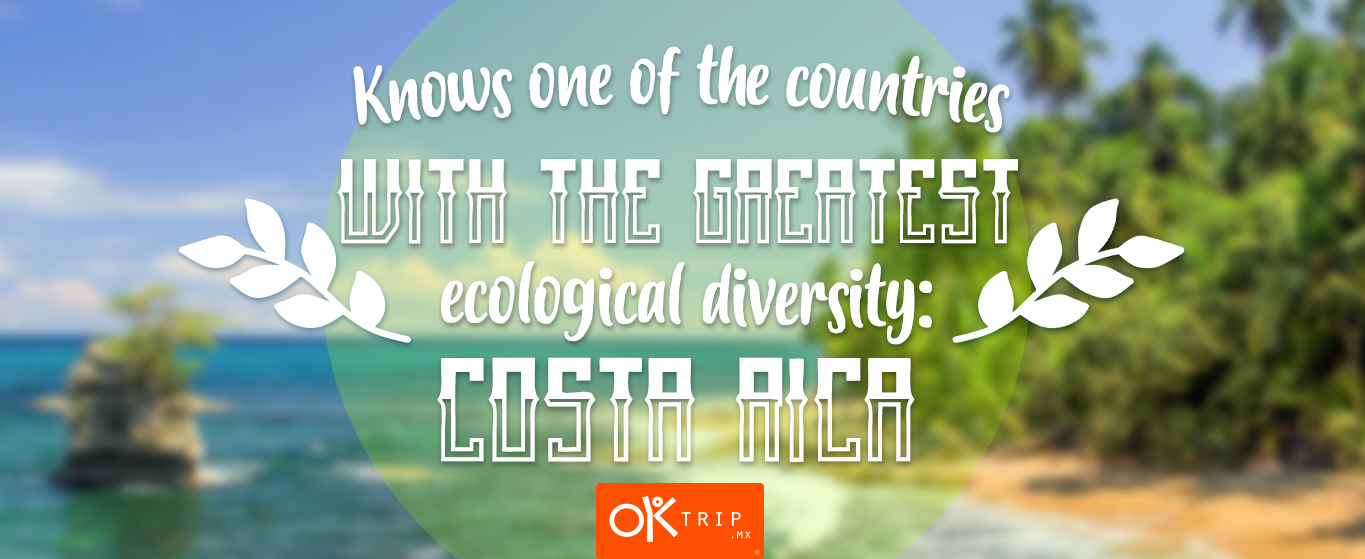 Knows one of the countries
WITH THE GREATEST
ecological diversity:
COSTA RICA
OK TRIP
.MX
®